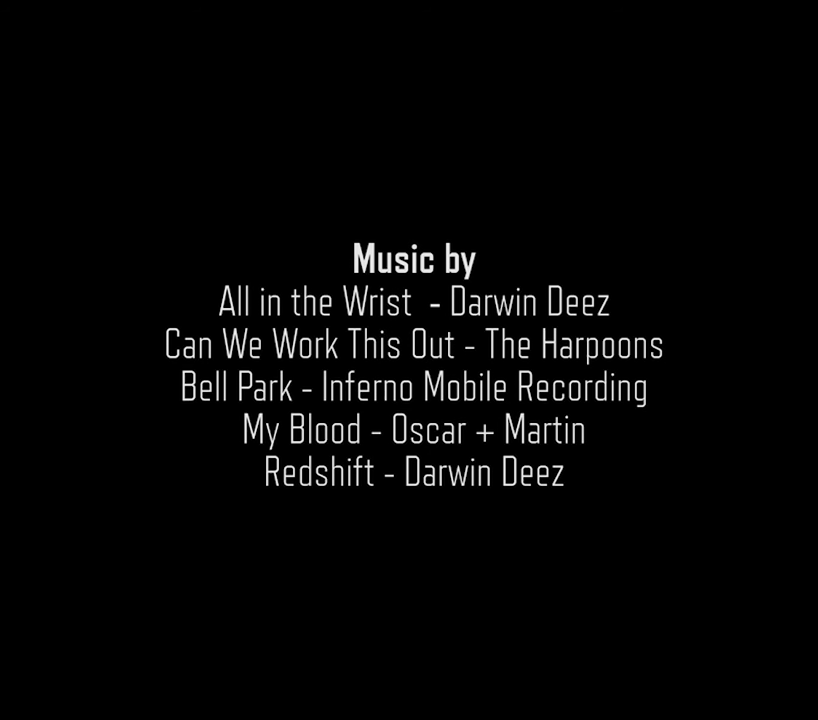 Music by
All in the Wrist  - Darwin Deez
Can We Work This Out - The Harpoons
Bell Park - Inferno Mobile Recording
My Blood - Oscar + Martin
Redshift - Darwin Deez